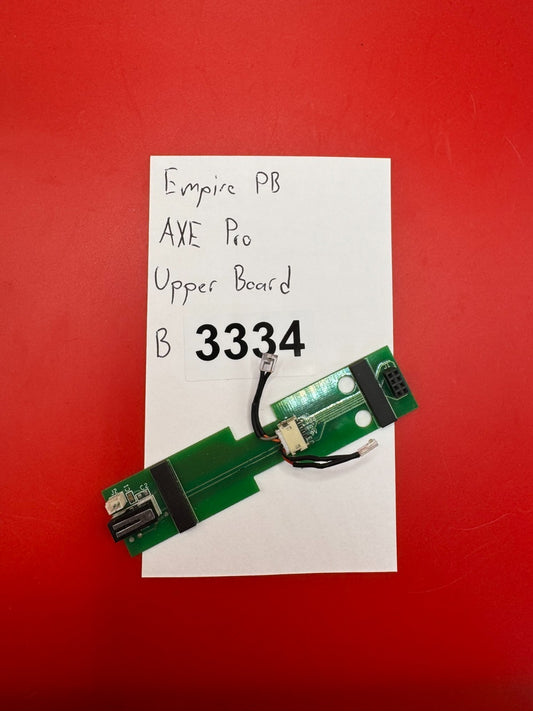 Empire PB
AXE Pro
Upper Board
B 3334